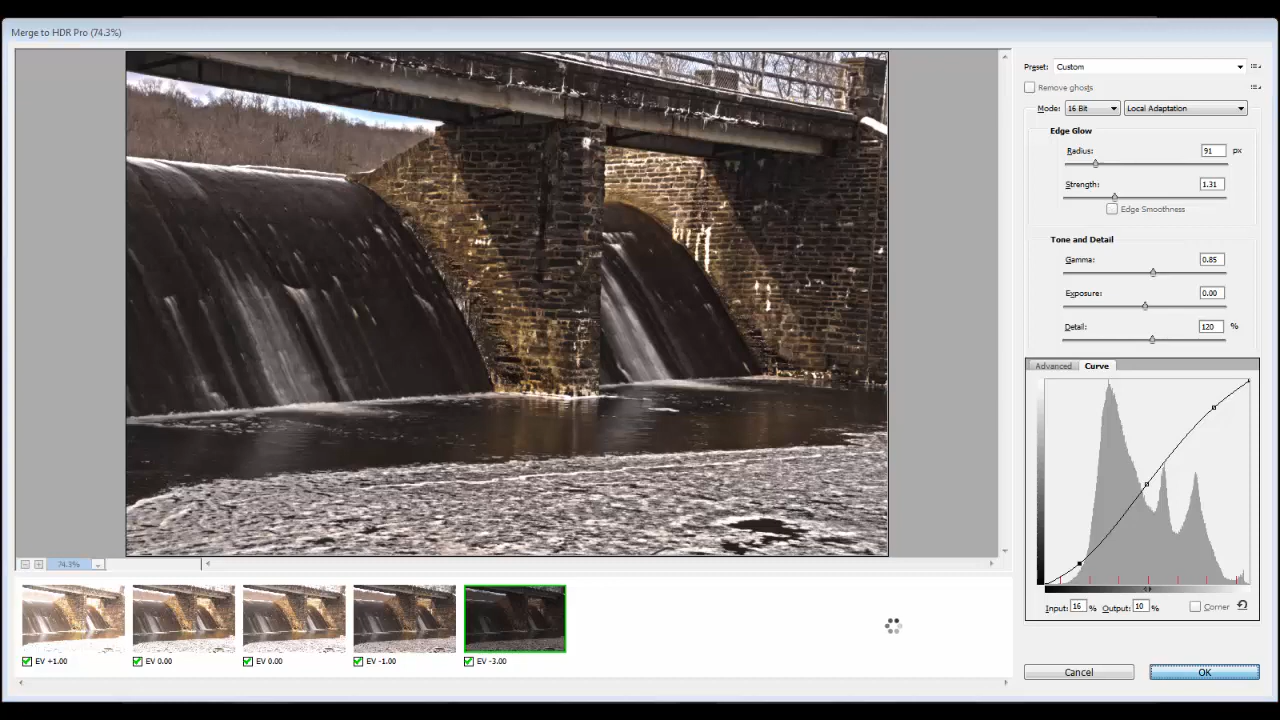 Merge to HDR Pro (74.3%)
Preset: Custom
Remove ghosts
Mode: 16 Bit Local Adaptation
Edge Glow
Radius: 91 px
Strength: 1.31
Edge Smoothness
Tone and Detail
Gamma: 0.85
Exposure: 0.00
Detail: 120 %
Advanced Curve
Input: 16 % Output: 10 % Corner
74.3%
EV +1.00 EV 0.00 EV 0.00 EV -1.00 EV -3.00
Cancel OK